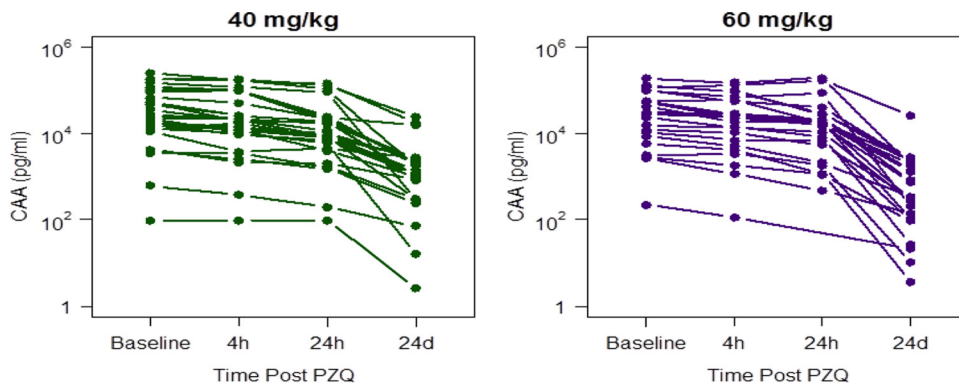 40 mg/kg
CAA (pg/ml)
10^6
10^4
10^2
1
Baseline 4h 24h 24d
Time Post PZQ
60 mg/kg
CAA (pg/ml)
10^6
10^4
10^2
1
Baseline 4h 24h 24d
Time Post PZQ